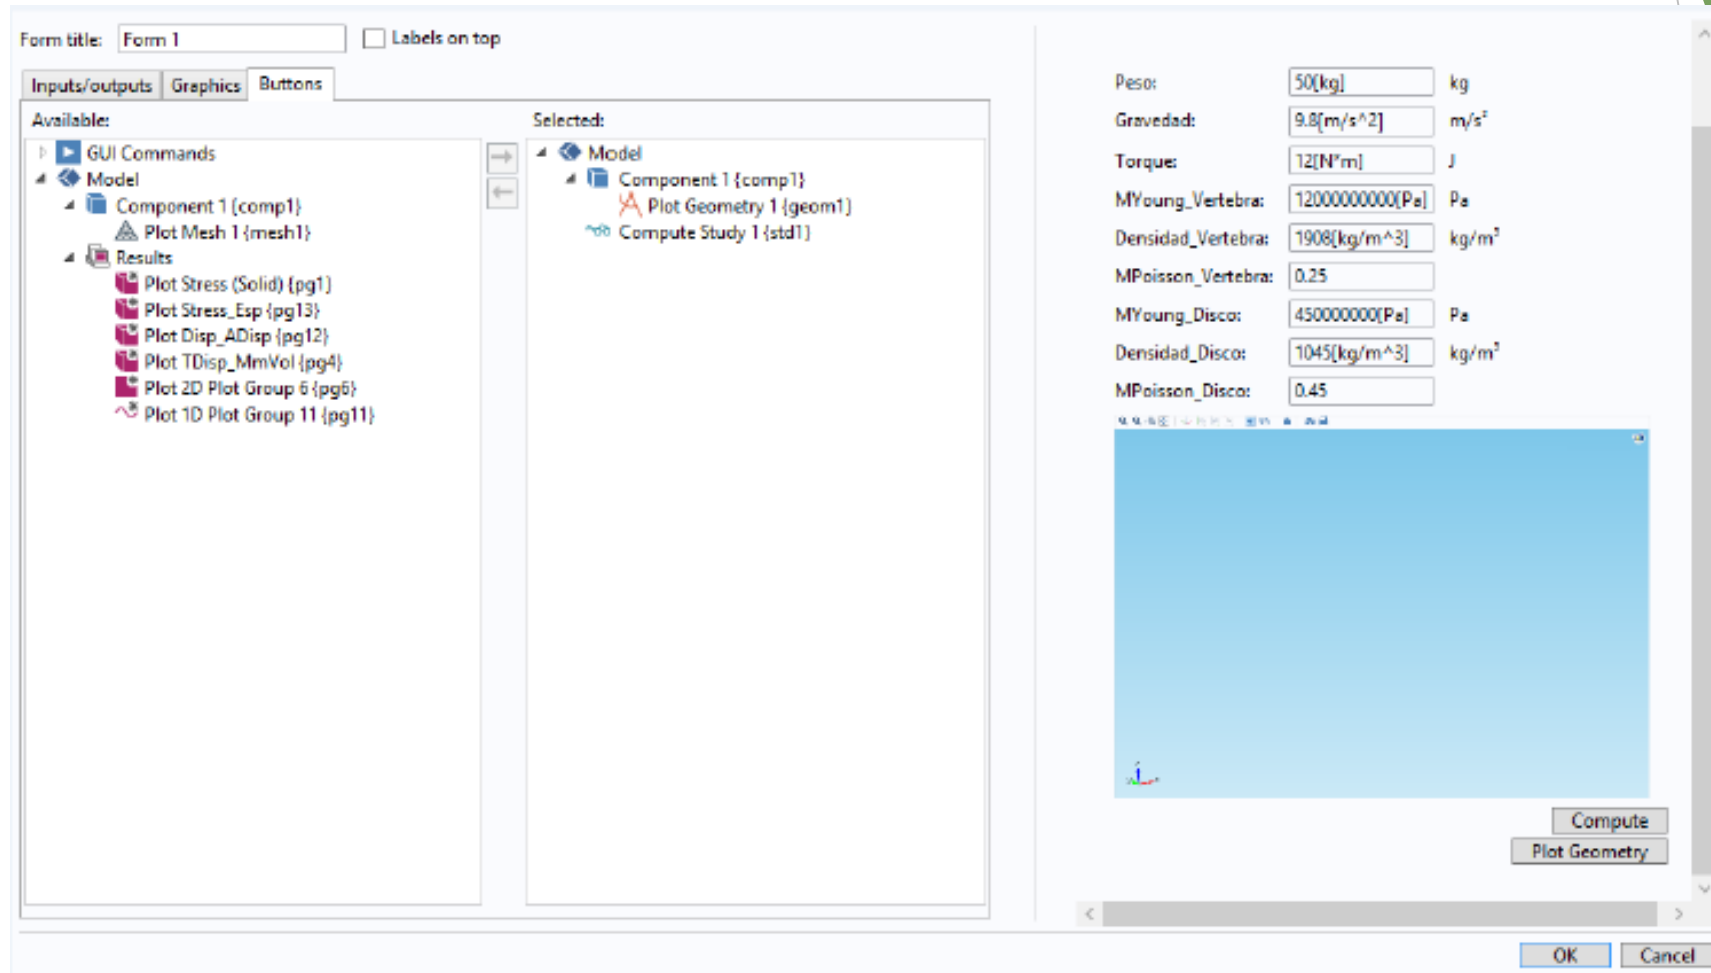 Form title: Form 1 Labels on top
Inputs/outputs Graphics Buttons
Available:
GUI Commands
Model
Component 1 {comp1}
Plot Mesh 1 {mesh1}
Results
Plot Stress (Solid) {pg1}
Plot Stress_Esp {pg13}
Plot Disp_ADisp {pg12}
Plot TDisp_MmVol {pg4}
Plot 2D Plot Group 6 {pg6}
Plot 1D Plot Group 11 {pg11}
Selected:
Model
Component 1 {comp1}
Plot Geometry 1 {geom1}
Compute Study 1 {std1}
Peso: 50[kg] kg
Gravedad: 9.8[m/s^2] m/s²
Torque: 12[N*m] J
MYoung_Vertebra: 12000000000[Pa] Pa
Densidad_Vertebra: 1908[kg/m^3] kg/m³
MPoisson_Vertebra: 0.25
MYoung_Disco: 450000000[Pa] Pa
Densidad_Disco: 1045[kg/m^3] kg/m³
MPoisson_Disco: 0.45
Compute
Plot Geometry
OK Cancel